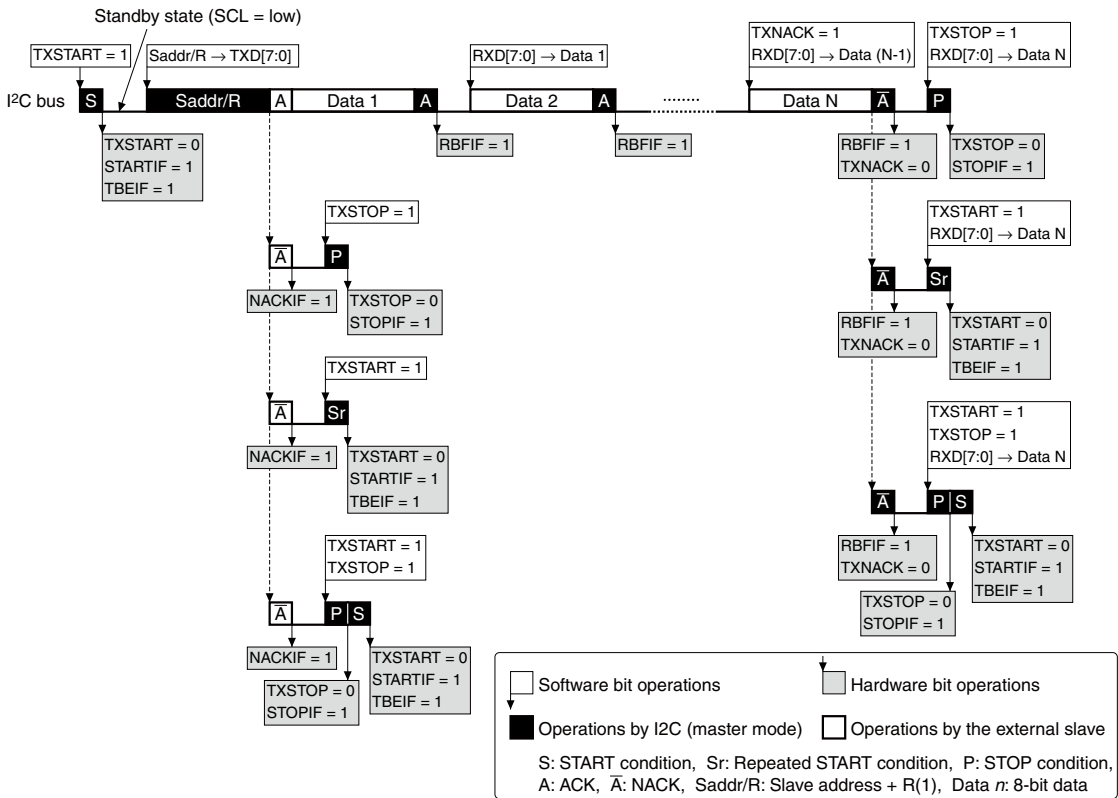 Standby state (SCL = low)
TXSTART = 1
Saddr/R → TXD[7:0]
RXD[7:0] → Data 1
TXNACK = 1
RXD[7:0] → Data (N-1)
TXSTOP = 1
RXD[7:0] → Data N
I²C bus
S
Saddr/R
A
Data 1
A
Data 2
A
........
Data N
A̅
P
TXSTART = 0
STARTIF = 1
TBEIF = 1
RBFIF = 1
RBFIF = 1
RBFIF = 1
TXNACK = 0
TXSTOP = 0
STOPIF = 1
TXSTOP = 1
A̅
P
NACKIF = 1
TXSTOP = 0
STOPIF = 1
TXSTART = 1
RXD[7:0] → Data N
A̅
Sr
RBFIF = 1
TXNACK = 0
TXSTART = 0
STARTIF = 1
TBEIF = 1
TXSTART = 1
A̅
Sr
NACKIF = 1
TXSTART = 0
STARTIF = 1
TBEIF = 1
TXSTART = 1
TXSTOP = 1
RXD[7:0] → Data N
A̅
P
S
RBFIF = 1
TXNACK = 0
TXSTOP = 0
STOPIF = 1
TXSTART = 0
STARTIF = 1
TBEIF = 1
TXSTART = 1
TXSTOP = 1
A̅
P
S
NACKIF = 1
TXSTOP = 0
STOPIF = 1
TXSTART = 0
STARTIF = 1
TBEIF = 1
Software bit operations
Hardware bit operations
Operations by I2C (master mode)
Operations by the external slave
S: START condition, Sr: Repeated START condition, P: STOP condition,
A: ACK, A̅: NACK, Saddr/R: Slave address + R(1), Data n: 8-bit data